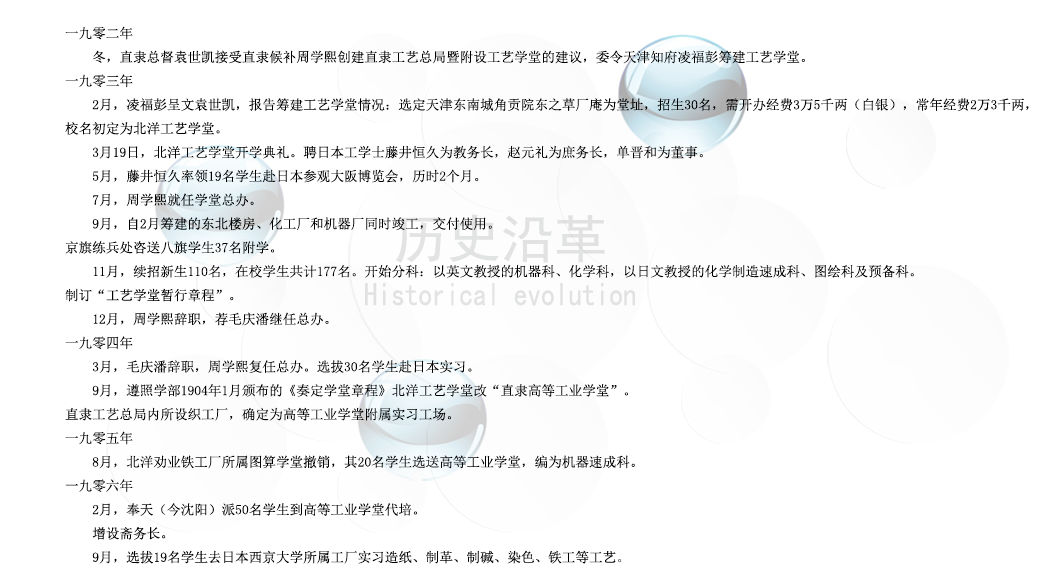 一九零二年
冬，直隶总督袁世凯接受直隶候补周学熙创建直隶工艺总局暨附设工艺学堂的建议，委令天津知府凌福彭筹建工艺学堂。
一九零三年
2月，凌福彭呈文袁世凯，报告筹建工艺学堂情况：选定天津东南城角贡院东之草厂庵为堂址，招生30名，需开办经费3万5千两（白银），常年经费2万3千两，
校名初定为北洋工艺学堂。
3月19日，北洋工艺学堂开学典礼。聘日本工学士藤井恒久为教务长，赵元礼为庶务长，单晋和为董事。
5月，藤井恒久率领19名学生赴日本参观大阪博览会，历时2个月。
7月，周学熙就任学堂总办。
9月，自2月筹建的东北楼房、化工厂和机器厂同时竣工，交付使用。
京旗练兵处咨送八旗学生37名附学。
历史沿革
11月，续招新生110名，在校学生共计177名。开始分科：以英文教授的机器科、化学科，以日文教授的化学制造速成科、图绘科及预备科。
制订“工艺学堂暂行章程”。
Historical evolution
12月，周学熙辞职，荐毛庆潘继任总办。
一九零四年
3月，毛庆潘辞职，周学熙复任总办。选拔30名学生赴日本实习。
9月，遵照学部1904年1月颁布的《奏定学堂章程》北洋工艺学堂改“直隶高等工业学堂”。
直隶工艺总局内所设织工厂，确定为高等工业学堂附属实习工场。
一九零五年
8月，北洋劝业铁工厂所属图算学堂撤销，其20名学生选送高等工业学堂，编为机器速成科。
一九零六年
2月，奉天（今沈阳）派50名学生到高等工业学堂代培。
增设斋务长。
9月，选拔19名学生去日本西京大学所属工厂实习造纸、制革、制碱、染色、铁工等工艺。